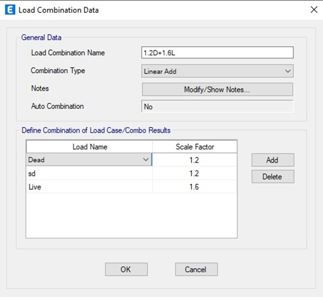 E Load Combination Data
General Data
Load Combination Name 1.2D+1.6L
Combination Type Linear Add
Notes Modify/Show Notes...
Auto Combination No
Define Combination of Load Case/Combo Results
Load Name Scale Factor
Dead 1.2 Add
sd 1.2 Delete
Live 1.6
OK Cancel